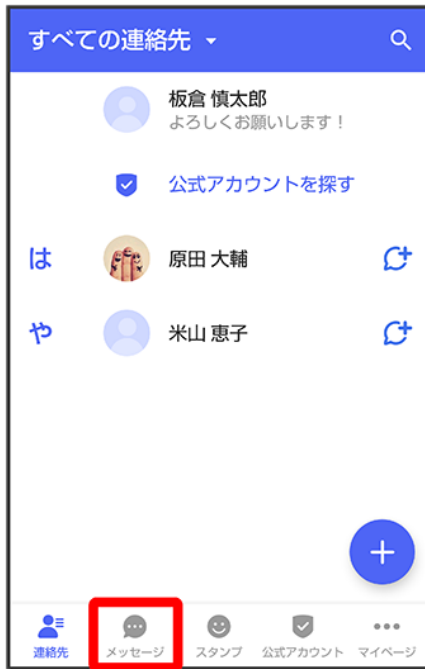 すべての連絡先
板倉 慎太郎
よろしくお願いします！
公式アカウントを探す
は
原田 大輔
や
米山 恵子
連絡先
メッセージ
スタンプ
公式アカウント
マイページ